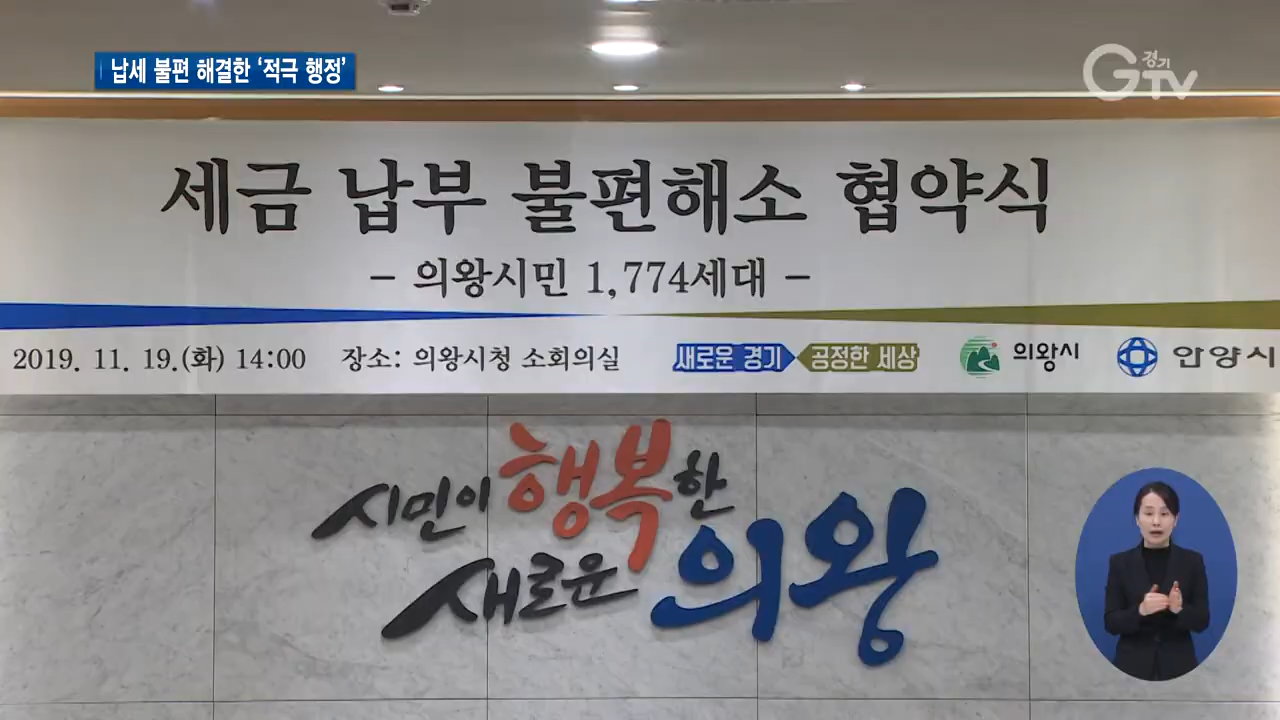 납세 불편 해결한 ‘적극 행정’
G 경기 TV
세금 납부 불편해소 협약식
- 의왕시민 1,774세대 -
2019. 11. 19.(화) 14:00 장소: 의왕시청 소회의실 새로운 경기 공정한 세상 의왕시 안양시
시민이 행복한
새로운 의왕